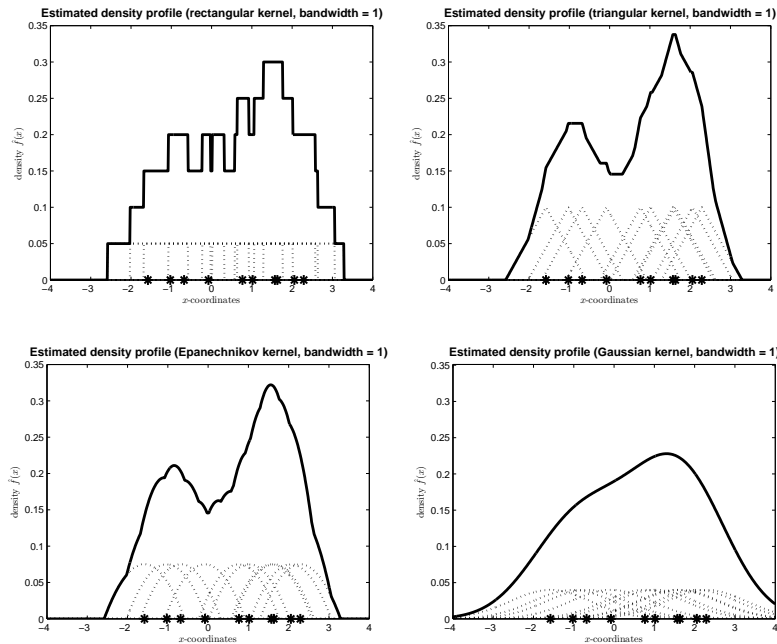 Estimated density profile (rectangular kernel, bandwidth = 1)
0.35
0.3
0.25
0.2
0.15
0.1
0.05
0
density f̂(x)
−4 −3 −2 −1 0 1 2 3 4
x-coordinates
Estimated density profile (triangular kernel, bandwidth = 1)
0.35
0.3
0.25
0.2
0.15
0.1
0.05
0
density f̂(x)
−4 −3 −2 −1 0 1 2 3 4
x-coordinates
Estimated density profile (Epanechnikov kernel, bandwidth = 1)
0.35
0.3
0.25
0.2
0.15
0.1
0.05
0
density f̂(x)
−4 −3 −2 −1 0 1 2 3 4
x-coordinates
Estimated density profile (Gaussian kernel, bandwidth = 1)
0.35
0.3
0.25
0.2
0.15
0.1
0.05
0
density f̂(x)
−4 −3 −2 −1 0 1 2 3 4
x-coordinates